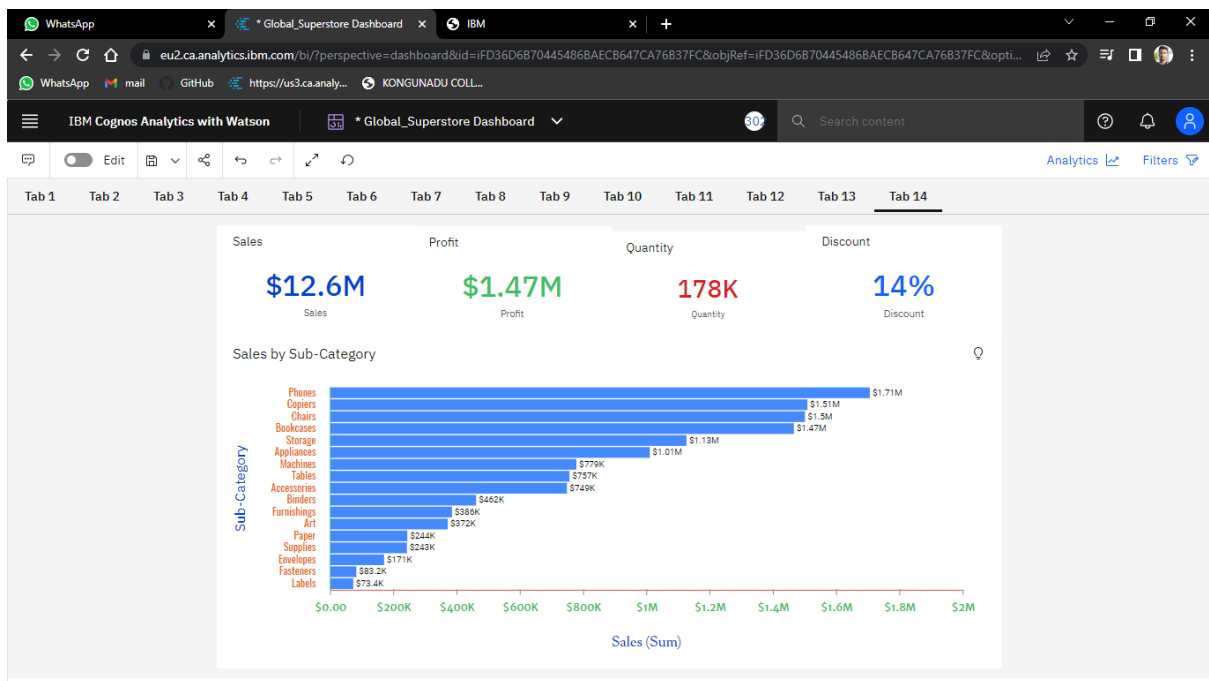 WhatsApp
* Global_Superstore Dashboard
IBM
eu2.ca.analytics.ibm.com/bi/?perspective=dashboard&id=iFD36D6B70445486BAECB647CA76B37FC&objRef=iFD36D6B70445486BAECB647CA76B37FC&opti...
WhatsApp mail GitHub https://us3.ca.analy... KONGUNADU COLL...
IBM Cognos Analytics with Watson * Global_Superstore Dashboard Search content
Edit Analytics Filters
Tab 1 Tab 2 Tab 3 Tab 4 Tab 5 Tab 6 Tab 7 Tab 8 Tab 9 Tab 10 Tab 11 Tab 12 Tab 13 Tab 14
Sales Profit Quantity Discount
$12.6M $1.47M 178K 14%
Sales Profit Quantity Discount
Sales by Sub-Category
Sub-Category
Phones $1.71M
Copiers $1.51M
Chairs $1.5M
Bookcases $1.47M
Storage $1.13M
Appliances $1.01M
Machines $779K
Tables $757K
Accessories $749K
Binders $462K
Furnishings $386K
Art $372K
Paper $244K
Supplies $243K
Envelopes $171K
Fasteners $83.2K
Labels $73.4K
$0.00 $200K $400K $600K $800K $1M $1.2M $1.4M $1.6M $1.8M $2M
Sales (Sum)